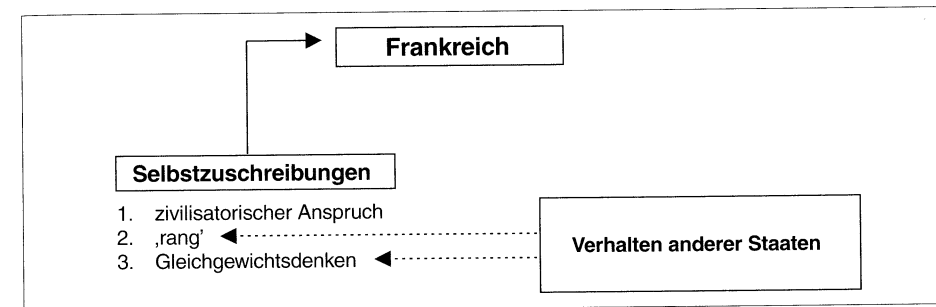 Frankreich
Selbstzuschreibungen
1. zivilisatorischer Anspruch
2. ‚rang’
3. Gleichgewichtsdenken
Verhalten anderer Staaten